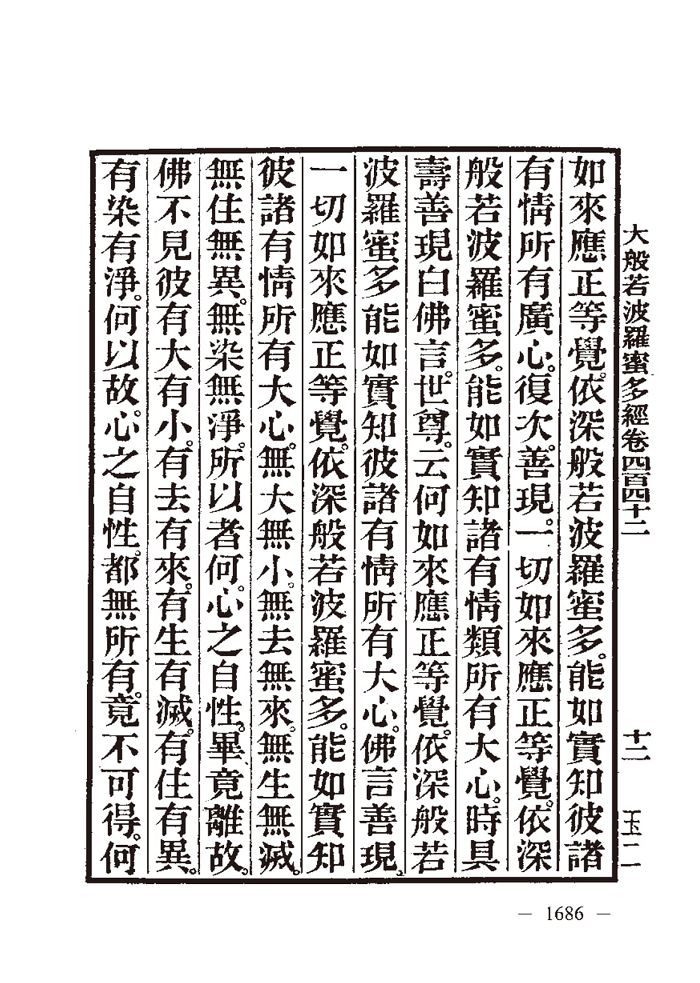 大般若波羅蜜多經卷四百四十二
十二
玉二
如來應正等覺。依深般若波羅蜜多。能如實知彼諸
有情所有廣心。復次。善現。一切如來應正等覺。依深
般若波羅蜜多。能如實知諸有情類所有大心。時具
壽善現白佛言。世尊。云何如來應正等覺。依深般若
波羅蜜多能如實知彼諸有情所有大心。佛言善現、
一切如來應正等覺。依深般若波羅蜜多。能如實知
彼諸有情所有大心。無大無小。無去無來。無生無滅。
無住無異。無染無淨。所以者何。心之自性。畢竟離故。
佛不見彼有大有小。有去有來。有生有滅。有住有異。
有染有淨。何以故。心之自性。都無所有。竟不可得。何
— 1686 —